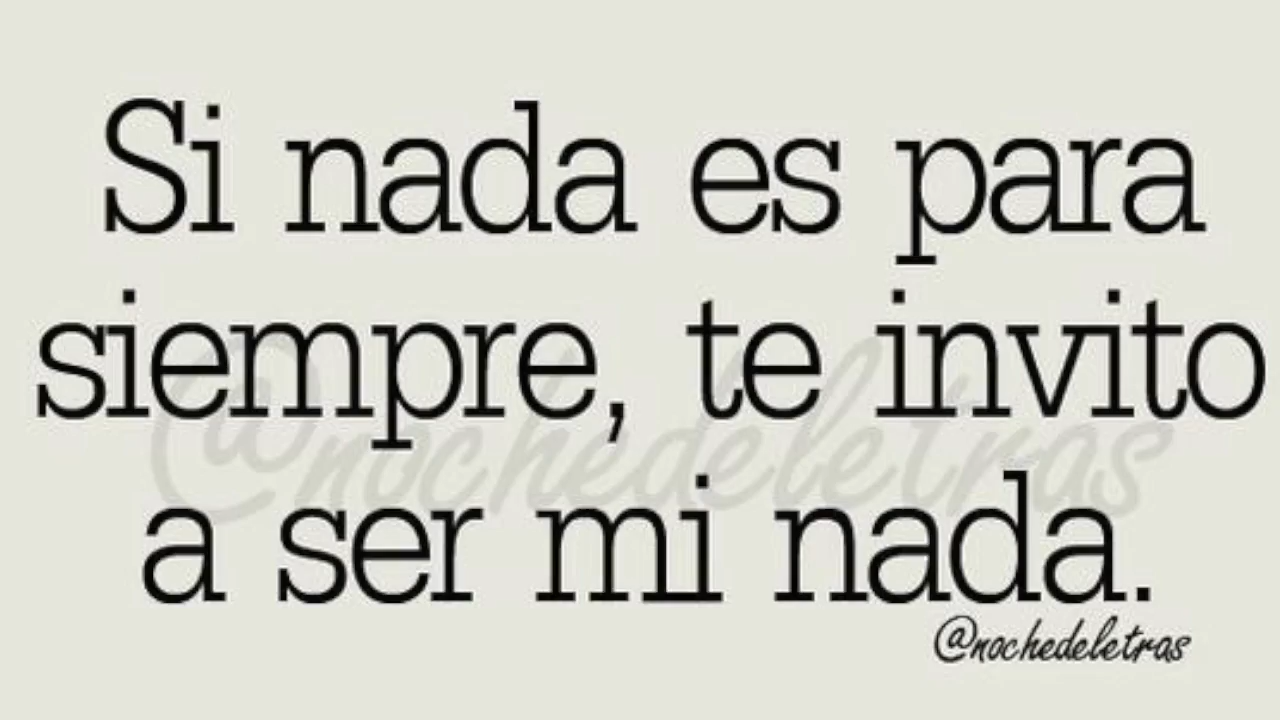 Si nada es para
siempre, te invito
@nochedeletras
a ser mi nada.
@nochedeletras